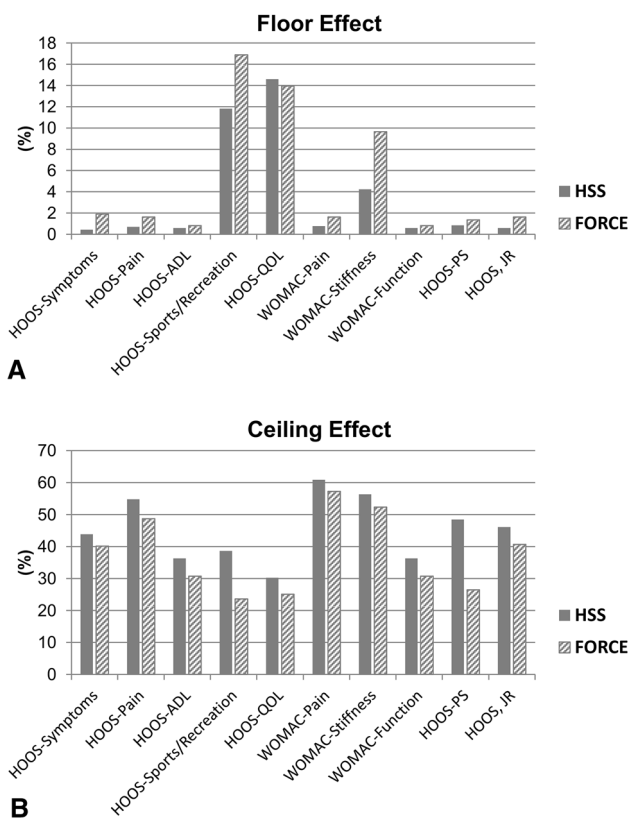 Floor Effect
18
16
14
12
10
8
6
4
2
0
(%)
HOOS-Symptoms
HOOS-Pain
HOOS-ADL
HOOS-Sports/Recreation
HOOS-QOL
WOMAC-Pain
WOMAC-Stiffness
WOMAC-Function
HOOS-PS
HOOS, JR
HSS
FORCE
A
Ceiling Effect
70
60
50
40
30
20
10
0
(%)
HOOS-Symptoms
HOOS-Pain
HOOS-ADL
HOOS-Sports/Recreation
HOOS-QOL
WOMAC-Pain
WOMAC-Stiffness
WOMAC-Function
HOOS-PS
HOOS, JR
HSS
FORCE
B